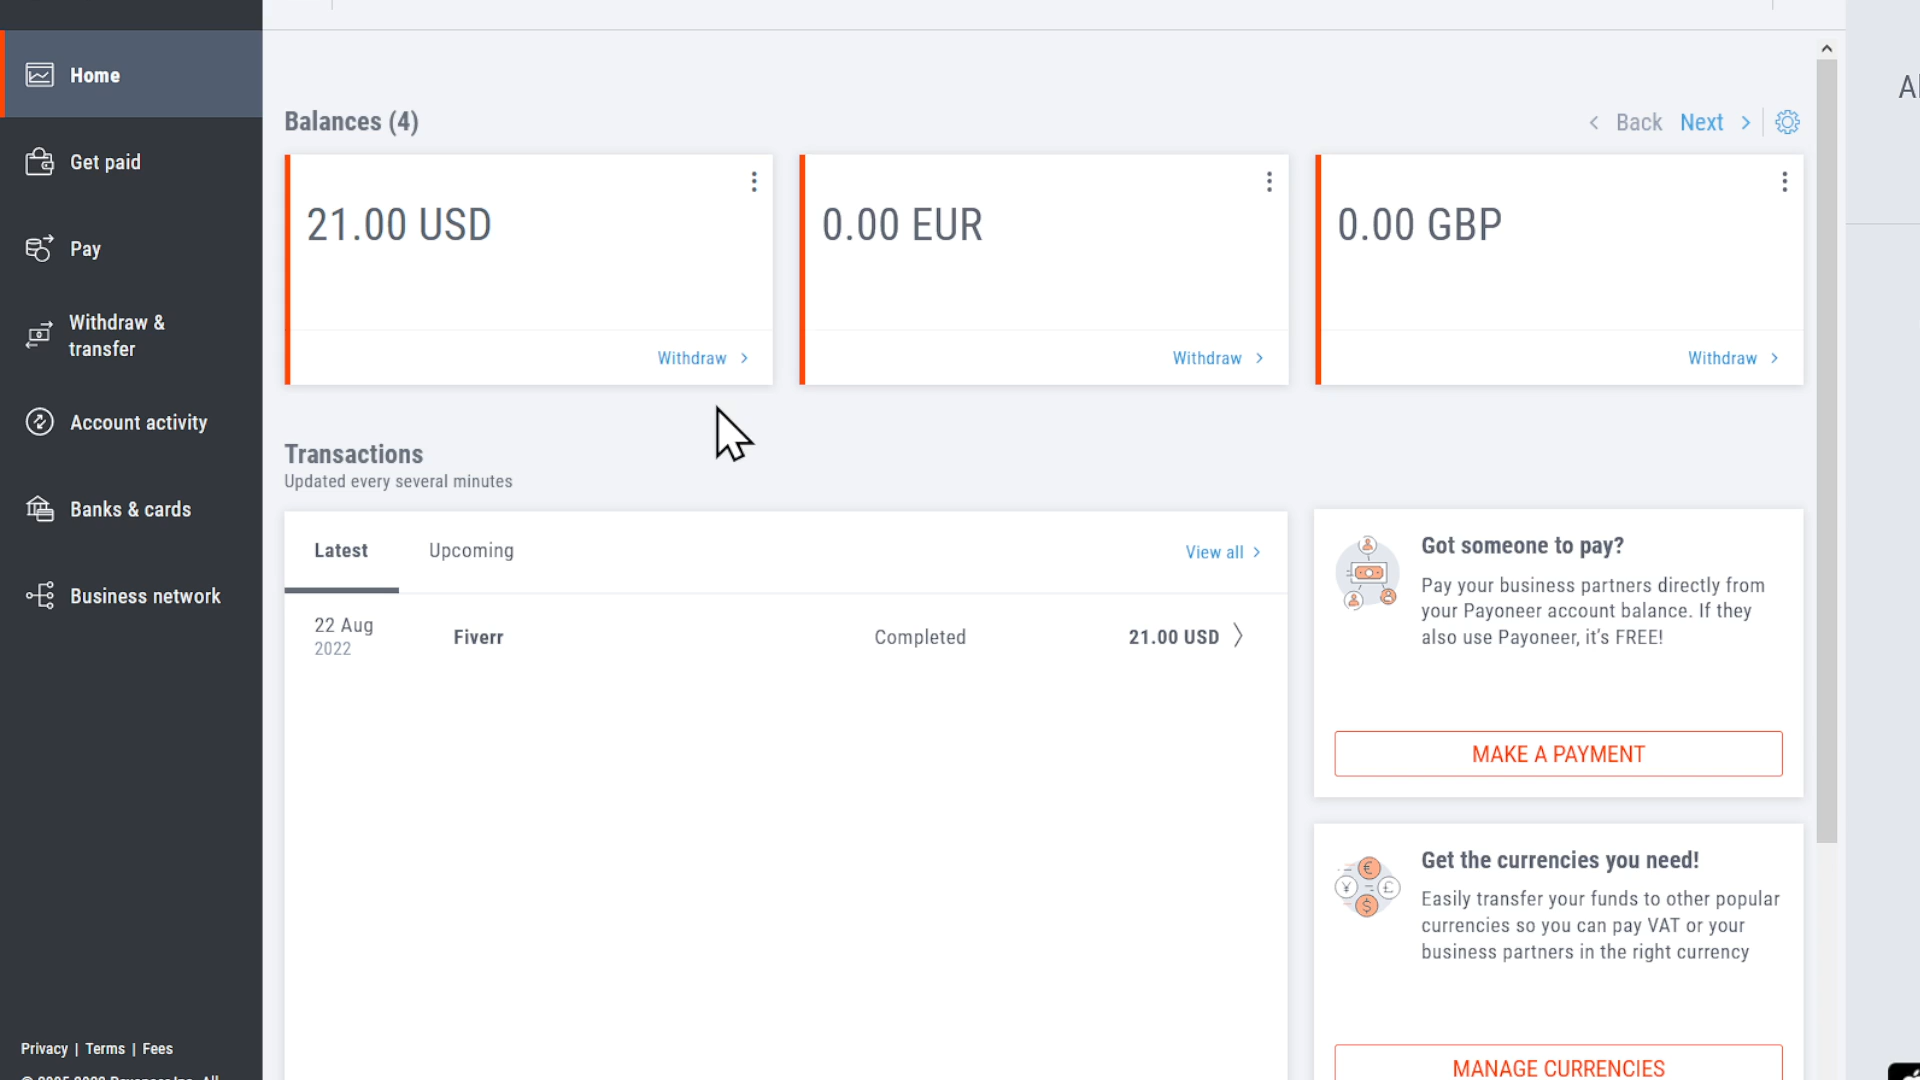 Home
Get paid
Pay
Withdraw &
transfer
Account activity
Banks & cards
Business network
Privacy | Terms | Fees
Balances (4)
Back
Next
21.00 USD
Withdraw
0.00 EUR
Withdraw
0.00 GBP
Withdraw
Transactions
Updated every several minutes
Latest
Upcoming
View all
22 Aug
2022
Fiverr
Completed
21.00 USD
Got someone to pay?
Pay your business partners directly from
your Payoneer account balance. If they
also use Payoneer, it's FREE!
MAKE A PAYMENT
Get the currencies you need!
Easily transfer your funds to other popular
currencies so you can pay VAT or your
business partners in the right currency
MANAGE CURRENCIES